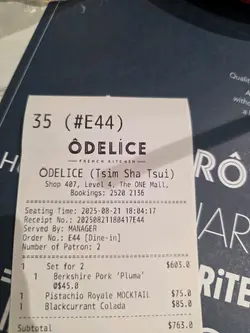 35 (#E44)
ÔDELICE
FRENCH KITCHEN
ÔDELICE (Tsim Sha Tsui)
Shop 407, Level 4, The ONE Mall,
Bookings: 2520 2136
Seating Time: 2025-08-21 18:04:17
Receipt No.: 20250821180417E44
Served By: MANAGER
Order No.: E44 [Dine-in]
Number of Patron: 2
1 Set for 2 $603.0
1 Berkshire Pork 'Pluma'
@$45.0
1 Pistachio Royale MOCKTAIL $75.0
1 Blackcurrant Colada $85.0
Subtotal $763.0
Quality